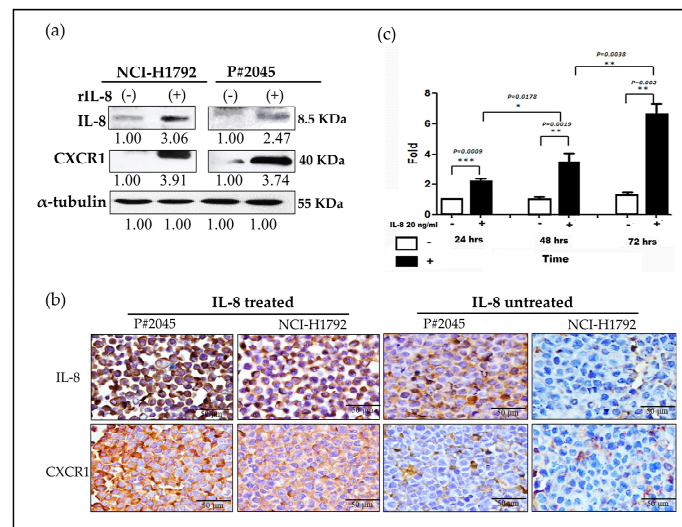 (a)
NCI-H1792 P#2045
rIL-8 (-) (+) (-) (+)
IL-8 8.5 KDa
1.00 3.06 1.00 2.47
CXCR1 40 KDa
1.00 3.91 1.00 3.74
α-tubulin 55 KDa
1.00 1.00 1.00 1.00
(c)
P=0.0038
**
P=0.003
**
P=0.0178
*
P=0.0019
**
P=0.0009
***
Fold
8
6
4
2
0
- + - + - +
IL-8 20 ng/ml
24 hrs 48 hrs 72 hrs
Time
-
+
(b)
IL-8 treated IL-8 untreated
P#2045 NCI-H1792 P#2045 NCI-H1792
IL-8
50 µm 50 µm 50 µm 50 µm
CXCR1
50 µm 50 µm 50 µm 50 µm